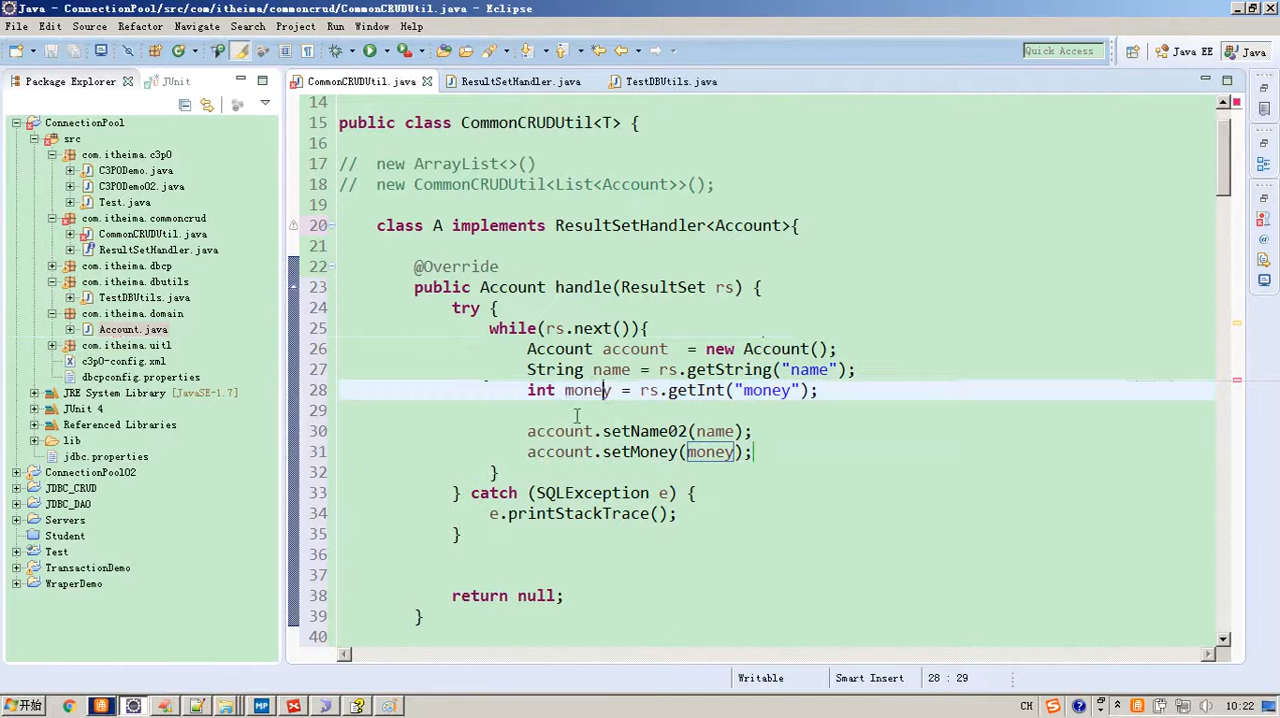 Java - ConnectionPool/src/com/itheima/commoncrud/CommonCRUDUtil.java - Eclipse
File Edit Source Refactor Navigate Search Project Run Window Help
Quick Access
Java EE
Java
Package Explorer
JUnit
ConnectionPool
src
com.itheima.c3p0
C3P0Demo.java
C3P0Demo02.java
Test.java
com.itheima.commoncrud
CommonCRUDUtil.java
ResultSetHandler.java
com.itheima.dbcp
com.itheima.dbutils
TestDBUtils.java
com.itheima.domain
Account.java
com.itheima.uitl
c3p0-config.xml
dbcpconfig.properties
JRE System Library [JavaSE-1.7]
JUnit 4
Referenced Libraries
lib
jdbc.properties
ConnectionPool02
JDBC_CRUD
JDBC_DAO
Servers
Student
Test
TransactionDemo
WraperDemo
CommonCRUDUtil.java
ResultSetHandler.java
TestDBUtils.java
14
15 public class CommonCRUDUtil<T> {
16
17 // new ArrayList<>()
18 // new CommonCRUDUtil<List<Account>>();
19
20 class A implements ResultSetHandler<Account>{
21
22 @Override
23 public Account handle(ResultSet rs) {
24 try {
25 while(rs.next()){
26 Account account  = new Account();
27 String name = rs.getString("name");
28 int money = rs.getInt("money");
29
30 account.setName02(name);
31 account.setMoney(money);
32 }
33 } catch (SQLException e) {
34 e.printStackTrace();
35 }
36
37
38 return null;
39 }
40
Writable
Smart Insert
28 : 29
开始
CH
10:22